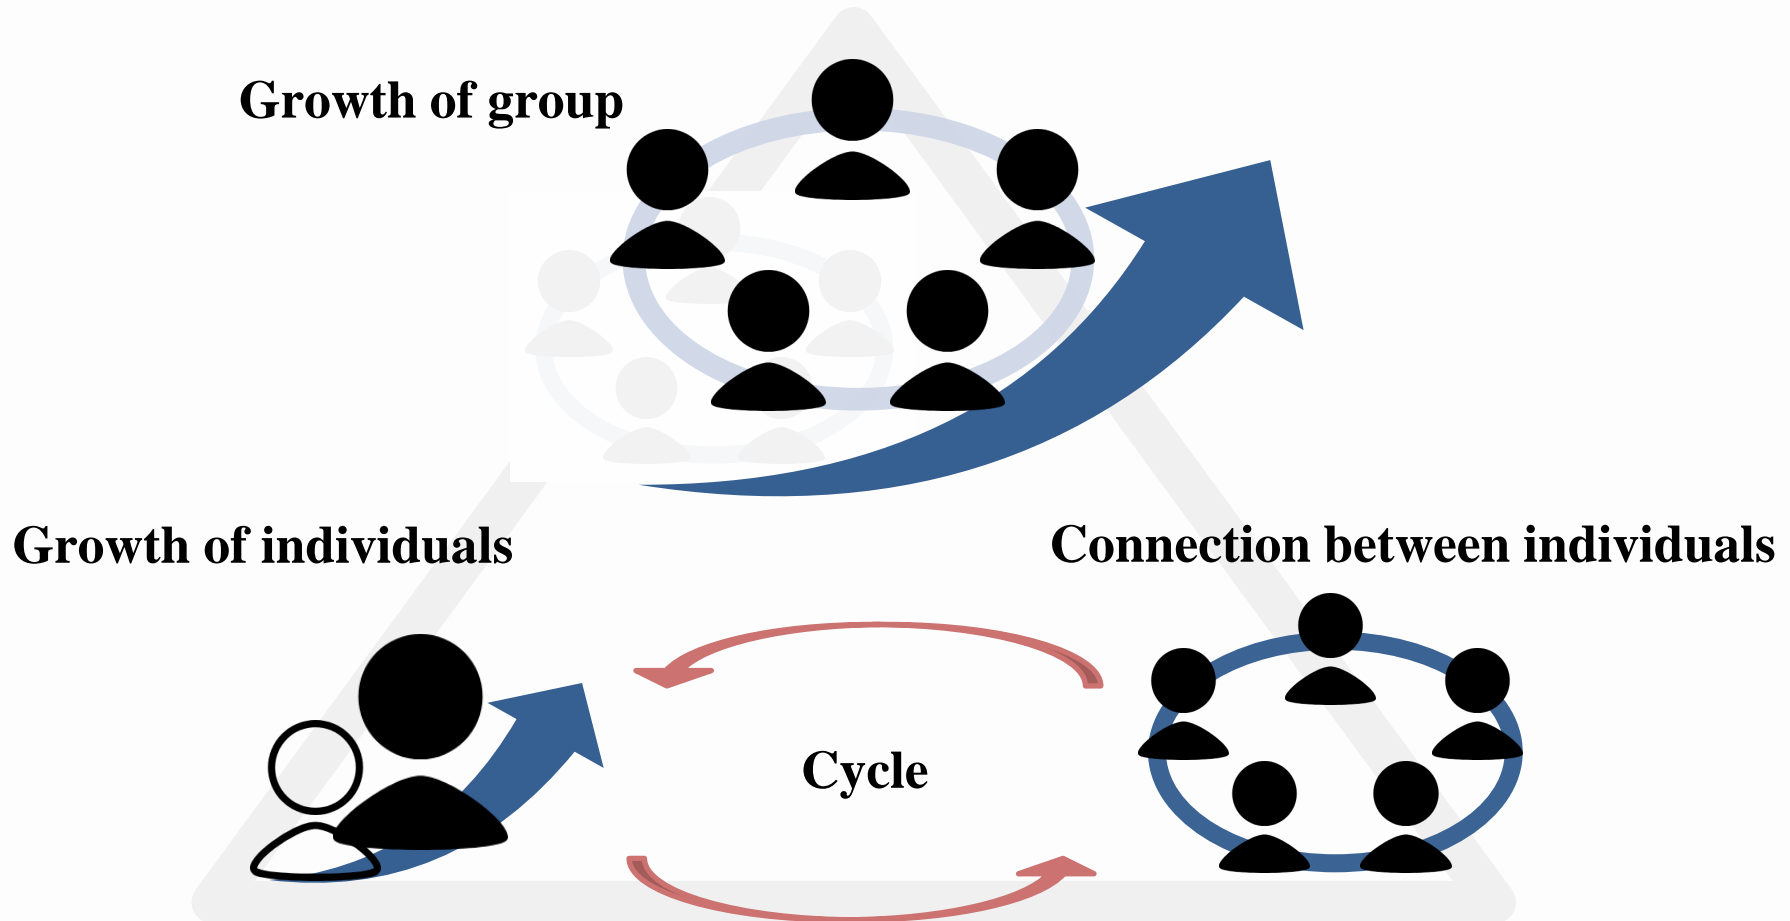 Growth of group
Growth of individuals
Connection between individuals
Cycle